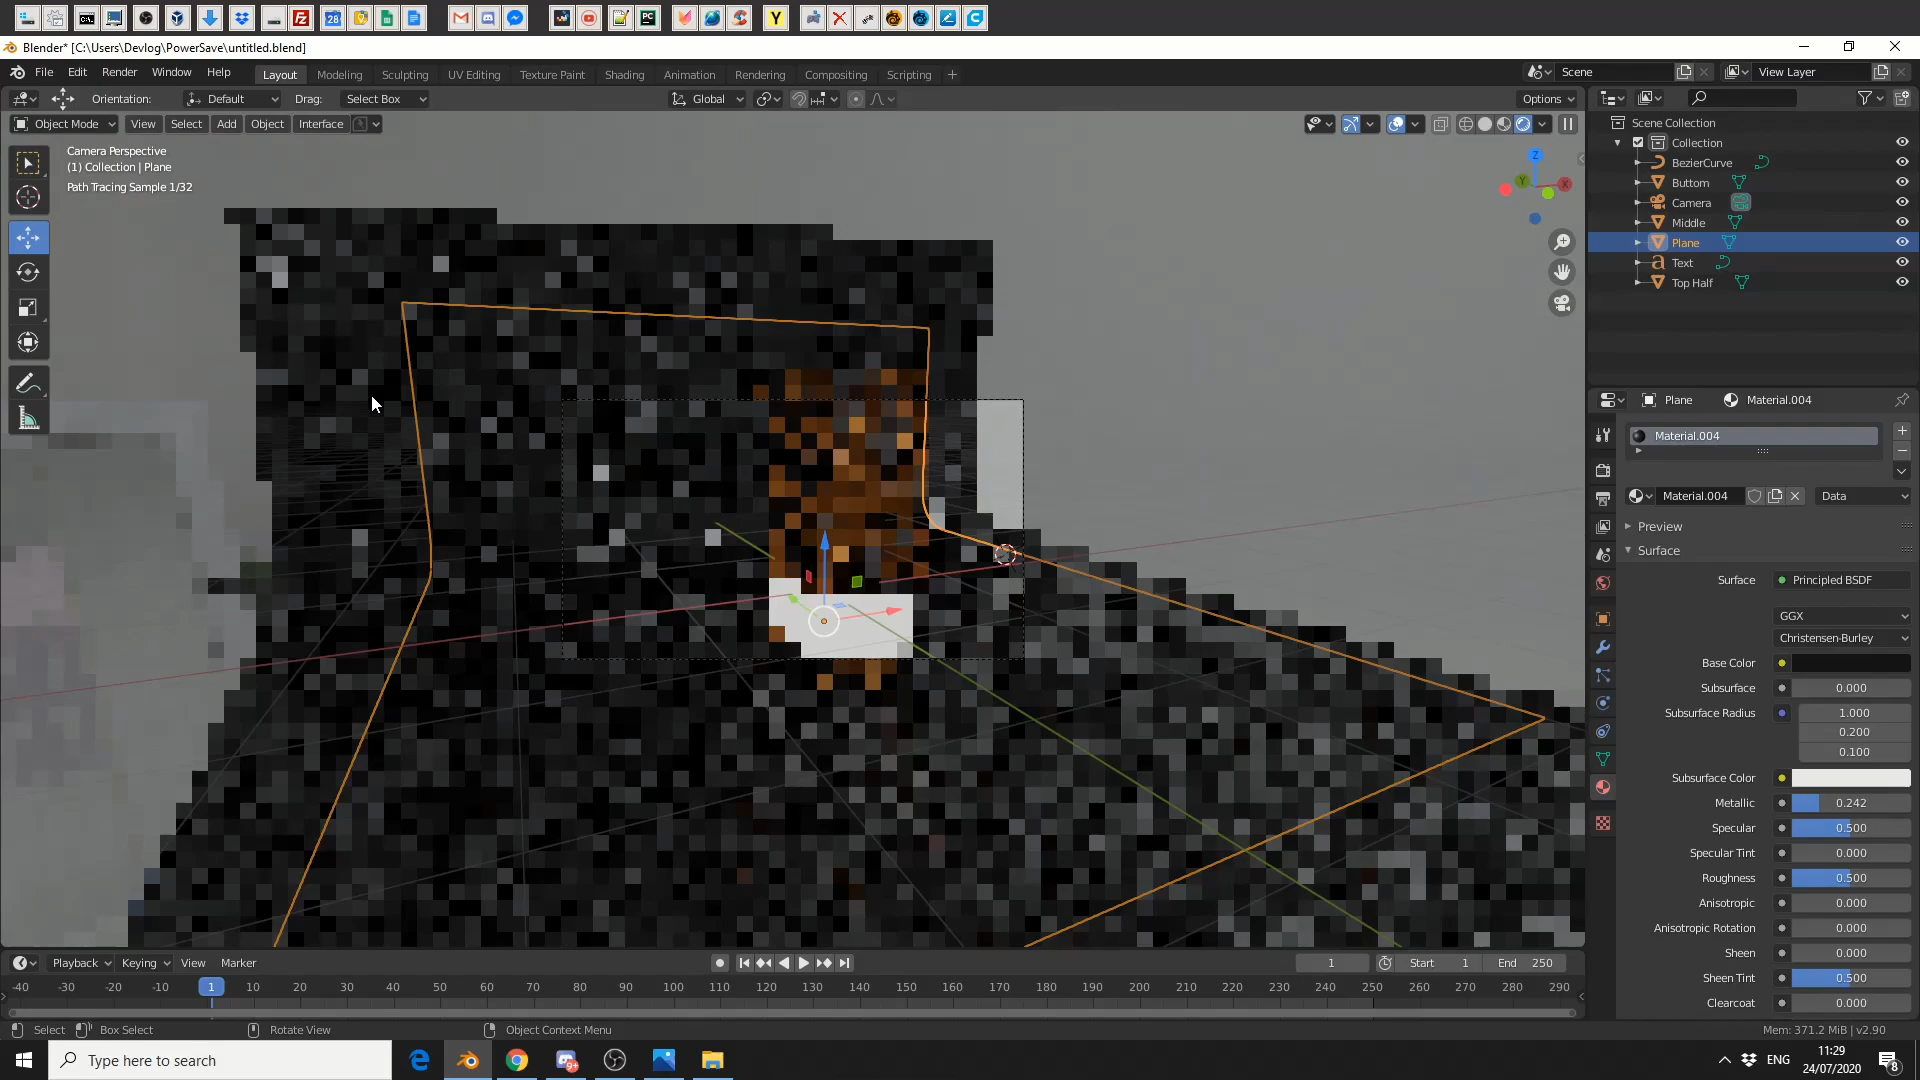 28
Y
Blender* [C:\Users\Devlog\PowerSave\untitled.blend]
File Edit Render Window Help Layout Modeling Sculpting UV Editing Texture Paint Shading Animation Rendering Compositing Scripting + Scene View Layer
Orientation: Default Drag: Select Box Global Options
Object Mode View Select Add Object Interface
Camera Perspective
(1) Collection | Plane
Path Tracing Sample 1/32
Z
Y
X
Scene Collection
Collection
BezierCurve
Buttom
Camera
Middle
Plane
Text
Top Half
Plane Material.004
Material.004
Material.004 Data
Preview
Surface
Surface Principled BSDF
GGX
Christensen-Burley
Base Color
Subsurface 0.000
Subsurface Radius 1.000
0.200
0.100
Subsurface Color
Metallic 0.242
Specular 0.500
Specular Tint 0.000
Roughness 0.500
Anisotropic 0.000
Anisotropic Rotation 0.000
Sheen 0.000
Sheen Tint 0.500
Clearcoat 0.000
Playback Keying View Marker 1 Start 1 End 250
-40 -30 -20 -10 1 10 20 30 40 50 60 70 80 90 100 110 120 130 140 150 160 170 180 190 200 210 220 230 240 250 260 270 280 290
Select Box Select Rotate View Object Context Menu Mem: 371.2 MiB | v2.90
Type here to search
ENG
11:29
24/07/2020
8